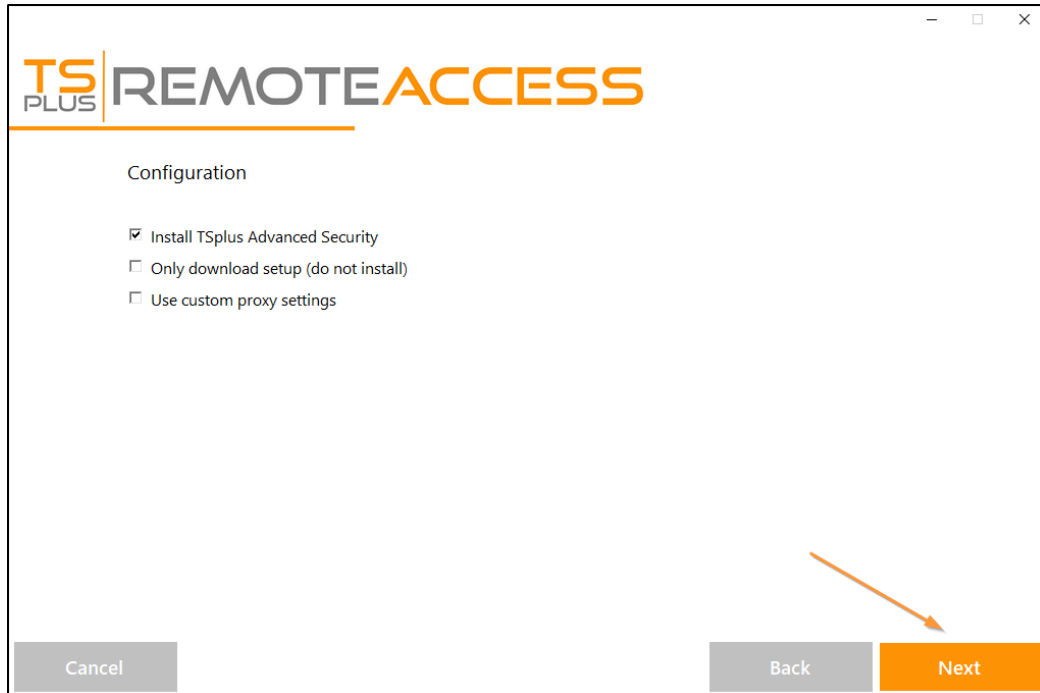 TS
PLUS
REMOTEACCESS
Configuration
Install TSplus Advanced Security
Only download setup (do not install)
Use custom proxy settings
Cancel
Back
Next